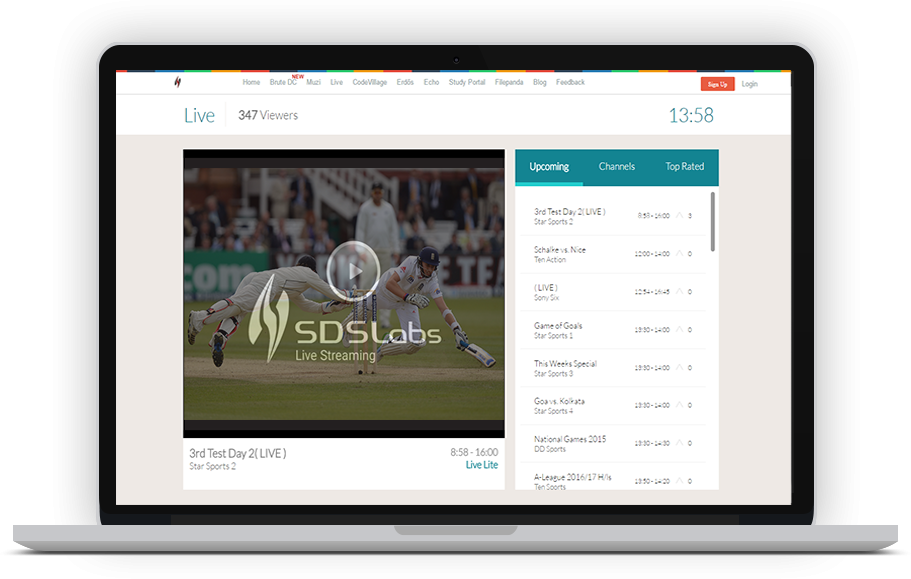 Home Brute DC NEW Muzi Live CodeVillage Erdös Echo Study Portal Filepanda Blog Feedback Sign Up Login
Live 347 Viewers 13:58
SDSLabs
Live Streaming
3rd Test Day 2( LIVE ) 8:58 - 16:00
Star Sports 2 Live Lite
Upcoming Channels Top Rated
3rd Test Day 2( LIVE ) 8:58 - 16:00 3
Star Sports 2
Schalke vs. Nice 12:00 - 14:00 0
Ten Action
( LIVE ) 12:54 - 16:45 0
Sony Six
Game of Goals 13:30 - 14:00 0
Star Sports 1
This Weeks Special 13:30 - 14:00 0
Star Sports 3
Goa vs. Kolkata 13:30 - 14:00 0
Star Sports 4
National Games 2015 13:30 - 14:30 0
DD Sports
A-League 2016/17 H/ls 13:50 - 14:20 0
Ten Sports